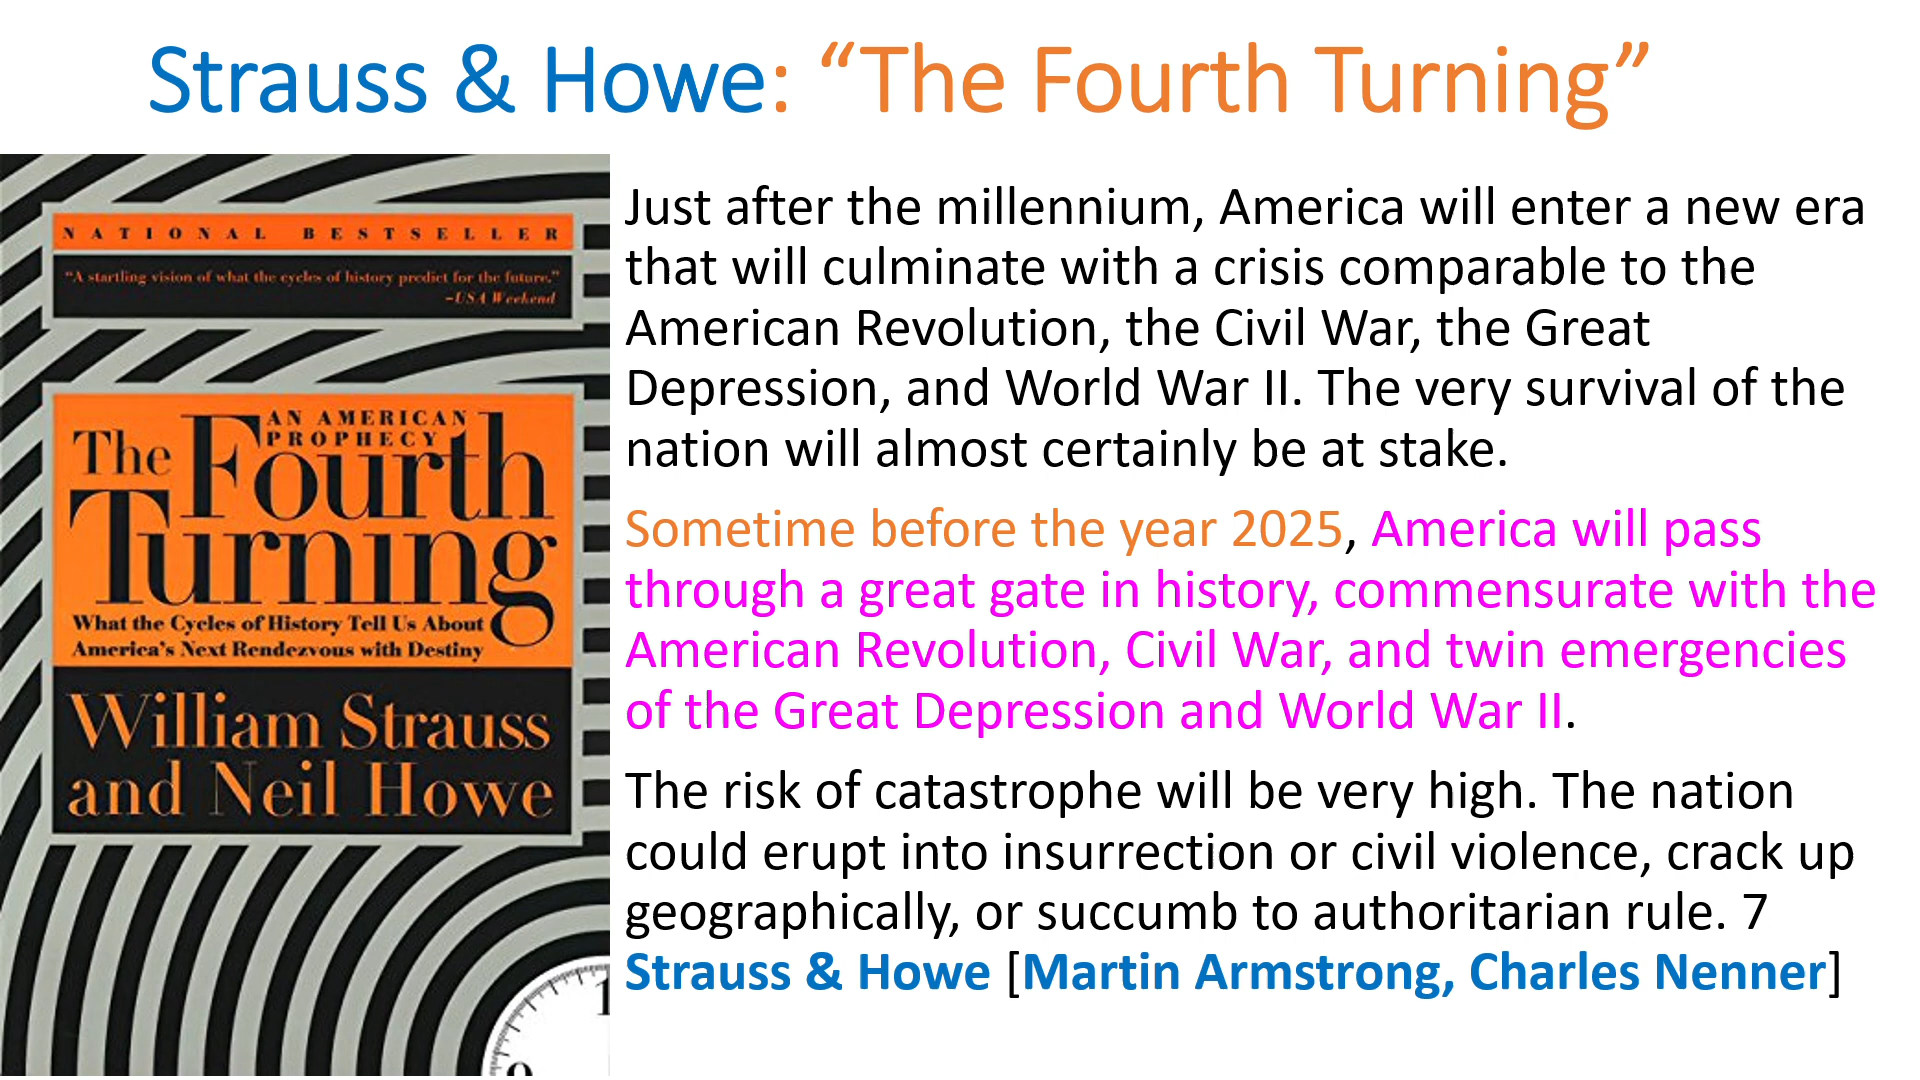 Strauss & Howe: “The Fourth Turning”
NATIONAL BESTSELLER
“A startling vision of what the cycles of history predict for the future.”
–USA Weekend
AN AMERICAN
PROPHECY
The Fourth
Turning
What the Cycles of History Tell Us About
America's Next Rendezvous with Destiny
William Strauss
and Neil Howe
1
9
Just after the millennium, America will enter a new era
that will culminate with a crisis comparable to the
American Revolution, the Civil War, the Great
Depression, and World War II. The very survival of the
nation will almost certainly be at stake.
Sometime before the year 2025, America will pass
through a great gate in history, commensurate with the
American Revolution, Civil War, and twin emergencies
of the Great Depression and World War II.
The risk of catastrophe will be very high. The nation
could erupt into insurrection or civil violence, crack up
geographically, or succumb to authoritarian rule. 7
Strauss & Howe [Martin Armstrong, Charles Nenner]